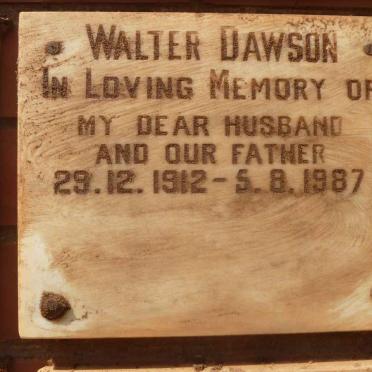 WALTER DAWSON
IN LOVING MEMORY OF
MY DEAR HUSBAND
AND OUR FATHER
29.12.1912 - 5.8.1987